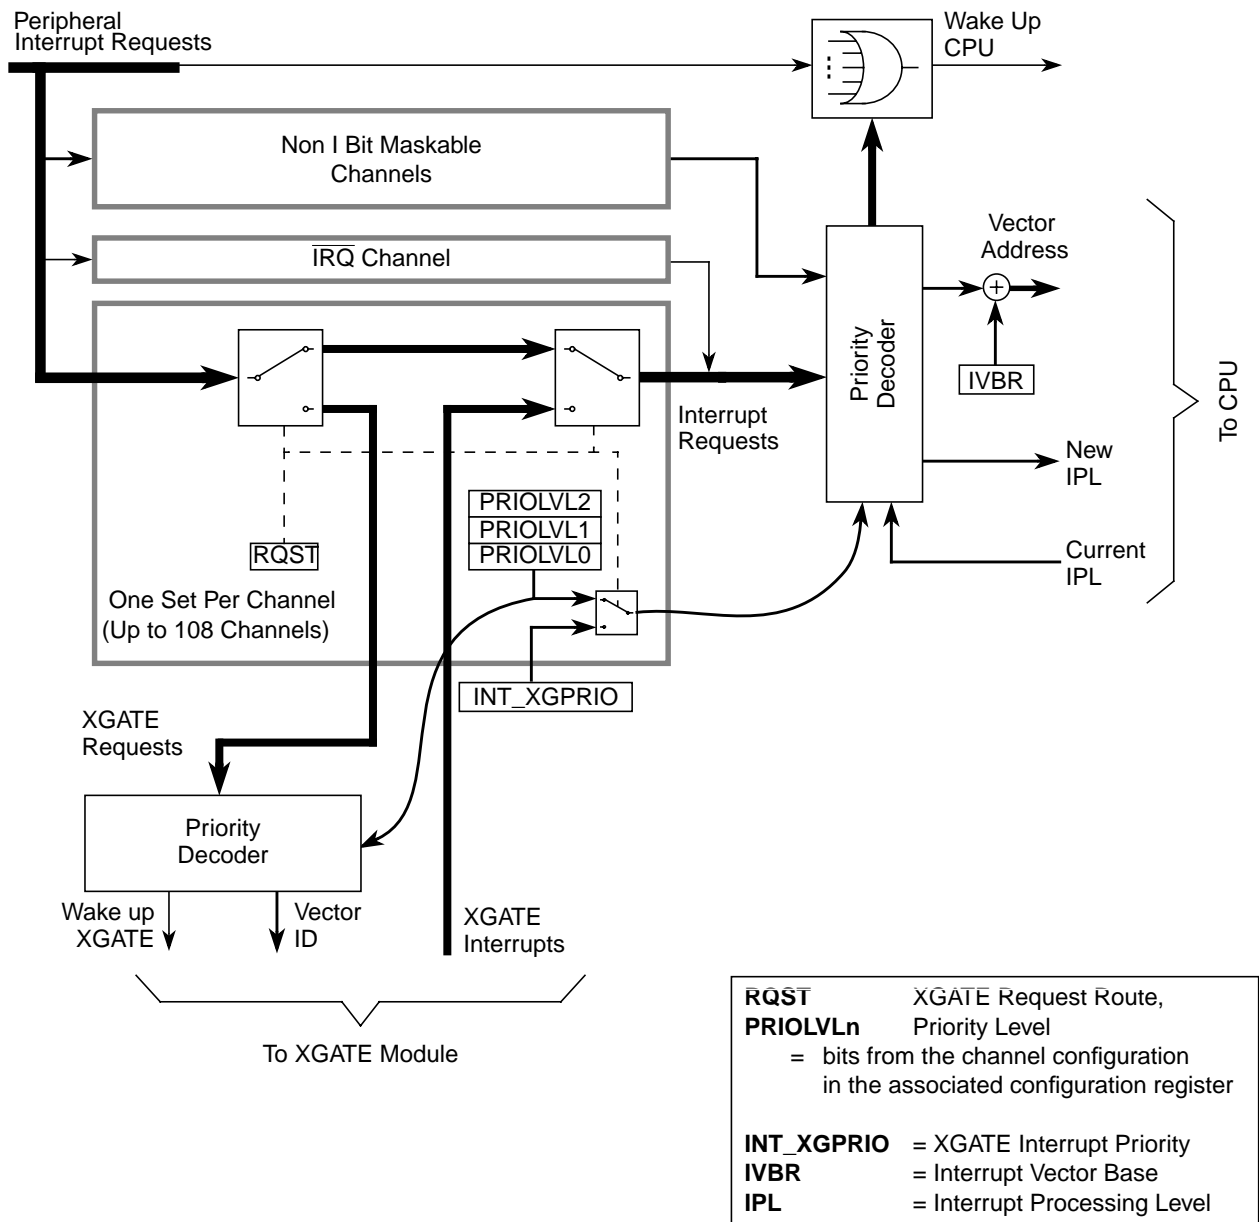 Peripheral
Interrupt Requests
Wake Up
CPU
Non I Bit Maskable
Channels
IRQ Channel
Vector
Address
Priority
Decoder
IVBR
To CPU
Interrupt
Requests
New
IPL
PRIOLVL2
PRIOLVL1
PRIOLVL0
RQST
Current
IPL
One Set Per Channel
(Up to 108 Channels)
INT_XGPRIO
XGATE
Requests
Priority
Decoder
Wake up
XGATE
Vector
ID
XGATE
Interrupts
To XGATE Module
RQST XGATE Request Route,
PRIOLVLn Priority Level
= bits from the channel configuration
in the associated configuration register
INT_XGPRIO = XGATE Interrupt Priority
IVBR = Interrupt Vector Base
IPL = Interrupt Processing Level